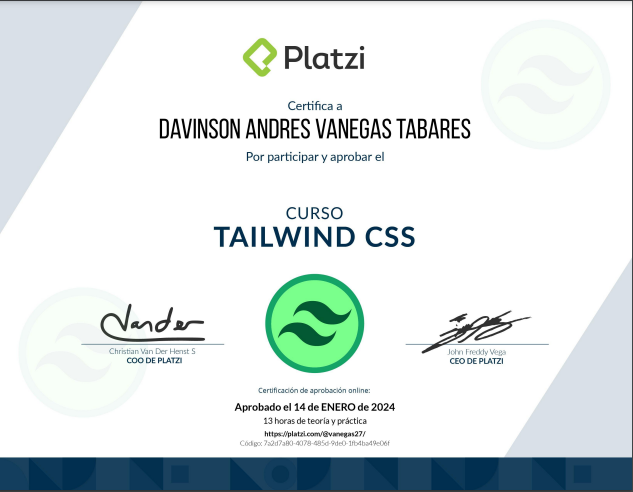 Platzi
Certifica a
DAVINSON ANDRES VANEGAS TABARES
Por participar y aprobar el
CURSO
TAILWIND CSS
Christian Van Der Henst S
COO DE PLATZI
John Freddy Vega
CEO DE PLATZI
Certificación de aprobación online:
Aprobado el 14 de ENERO de 2024
13 horas de teoría y práctica
https://platzi.com/@vanegas27/
Código: 7a2d7a80-4078-485d-9de0-1fb4ba49e06f